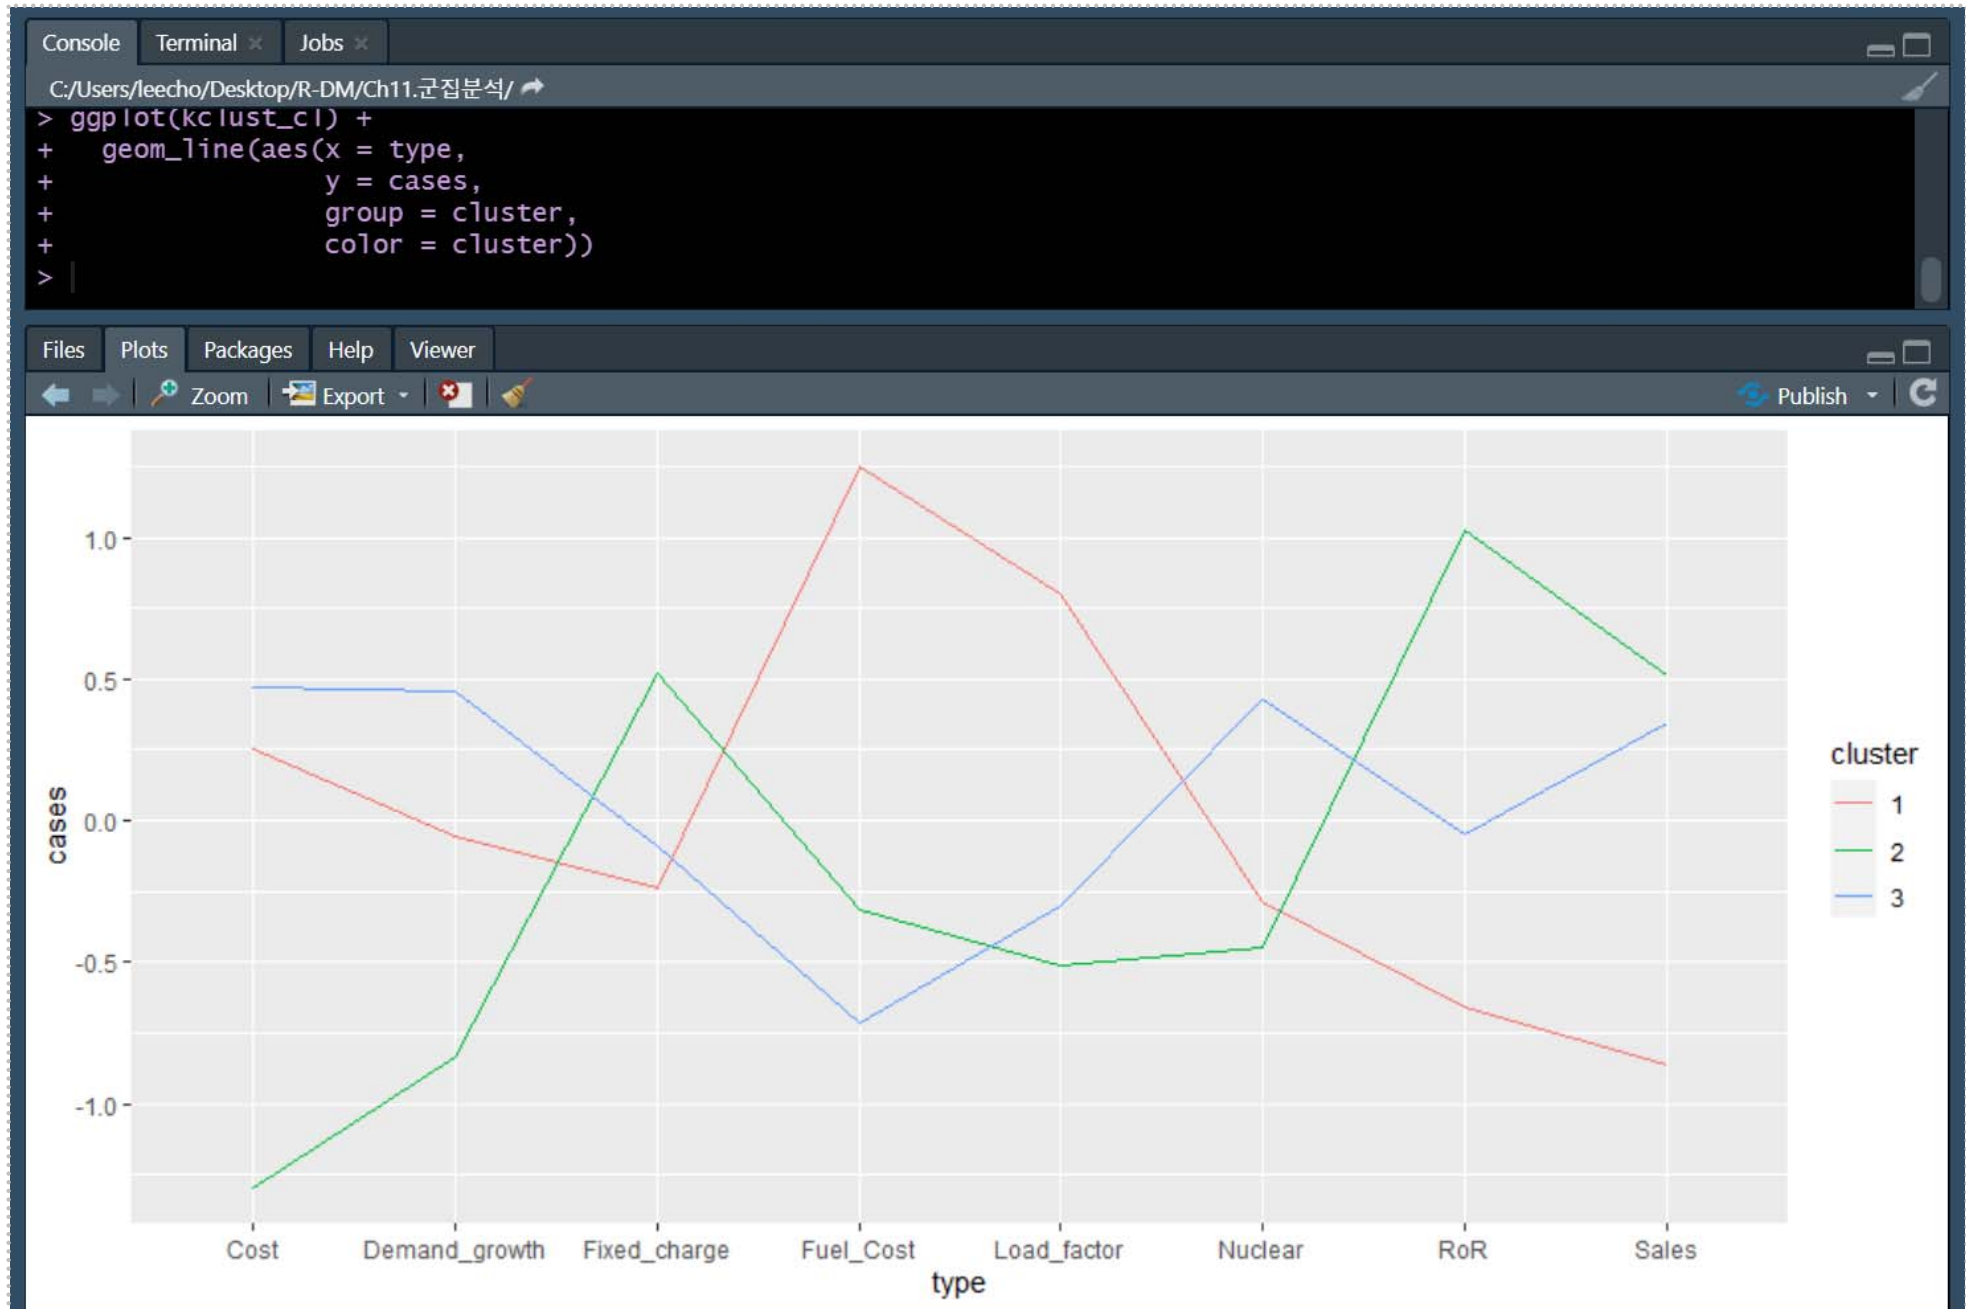 Console Terminal Jobs
C:/Users/leecho/Desktop/R-DM/Ch11.군집분석/
> ggplot(kclust_cl) +
+   geom_line(aes(x = type,
+                 y = cases,
+                 group = cluster,
+                 color = cluster))
>
Files Plots Packages Help Viewer
Zoom Export Publish
1.0
0.5
0.0
-0.5
-1.0
cases
Cost Demand_growth Fixed_charge Fuel_Cost Load_factor Nuclear RoR Sales
type
cluster
1
2
3